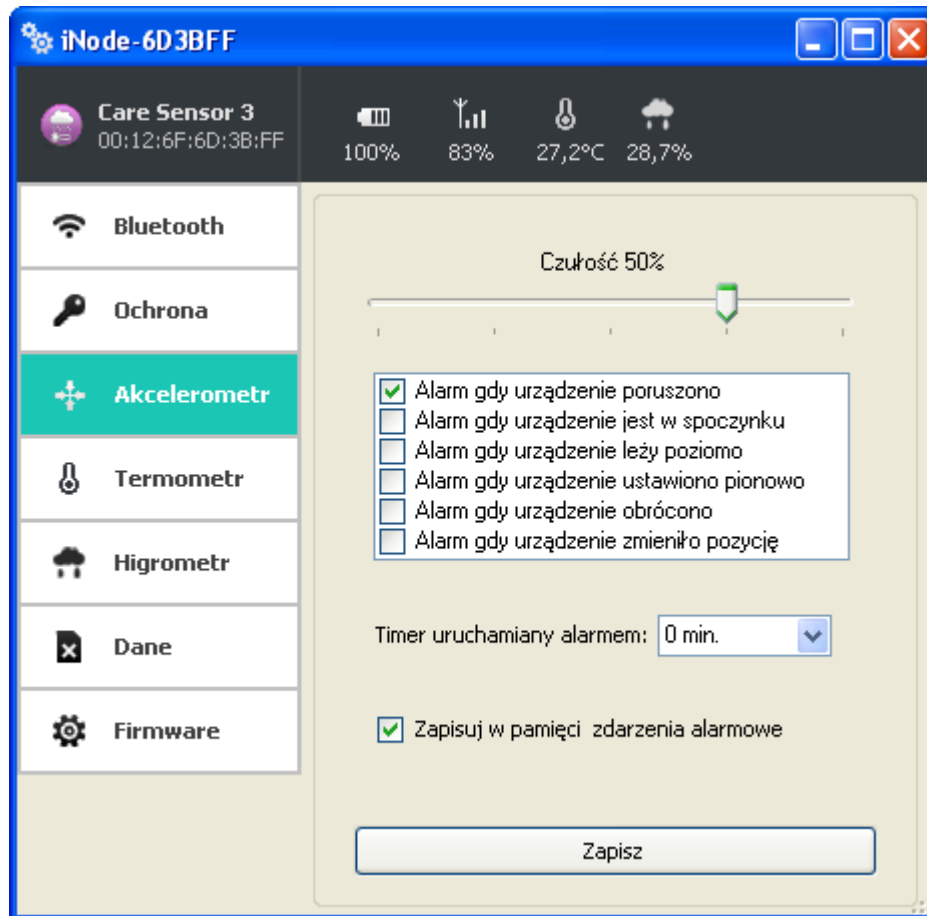 iNode-6D3BFF
Care Sensor 3
00:12:6F:6D:3B:FF
100% 83% 27,2°C 28,7%
Bluetooth
Ochrona
Akcelerometr
Termometr
Higrometr
Dane
Firmware
Czułość 50%
Alarm gdy urządzenie poruszono
Alarm gdy urządzenie jest w spoczynku
Alarm gdy urządzenie leży poziomo
Alarm gdy urządzenie ustawiono pionowo
Alarm gdy urządzenie obrócono
Alarm gdy urządzenie zmieniło pozycję
Timer uruchamiany alarmem: 0 min.
Zapisuj w pamięci zdarzenia alarmowe
Zapisz